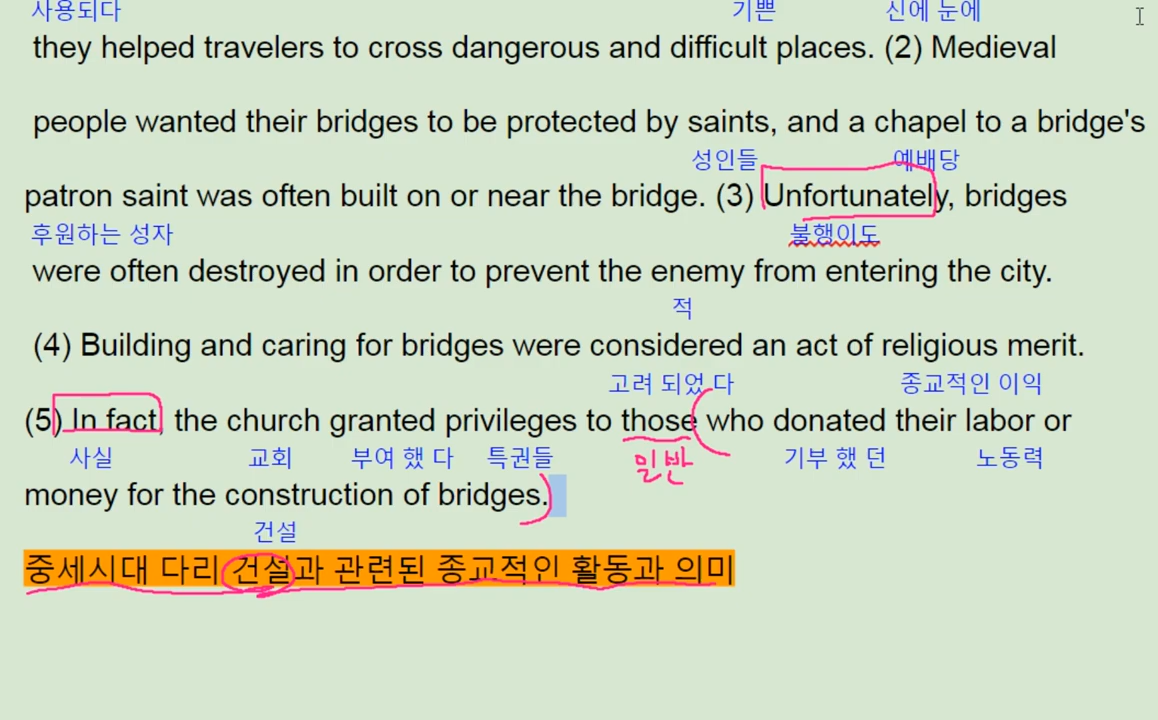 사용되다 기쁜 신에 눈에
they helped travelers to cross dangerous and difficult places. (2) Medieval
people wanted their bridges to be protected by saints, and a chapel to a bridge's
성인들 예배당
patron saint was often built on or near the bridge. (3) Unfortunately, bridges
후원하는 성자 불행이도
were often destroyed in order to prevent the enemy from entering the city.
적
(4) Building and caring for bridges were considered an act of religious merit.
고려 되었 다 종교적인 이익
(5) In fact, the church granted privileges to those who donated their labor or
사실 교회 부여 했 다 특권들 일반 기부 했 던 노동력
money for the construction of bridges.
건설
중세시대 다리 건설과 관련된 종교적인 활동과 의미